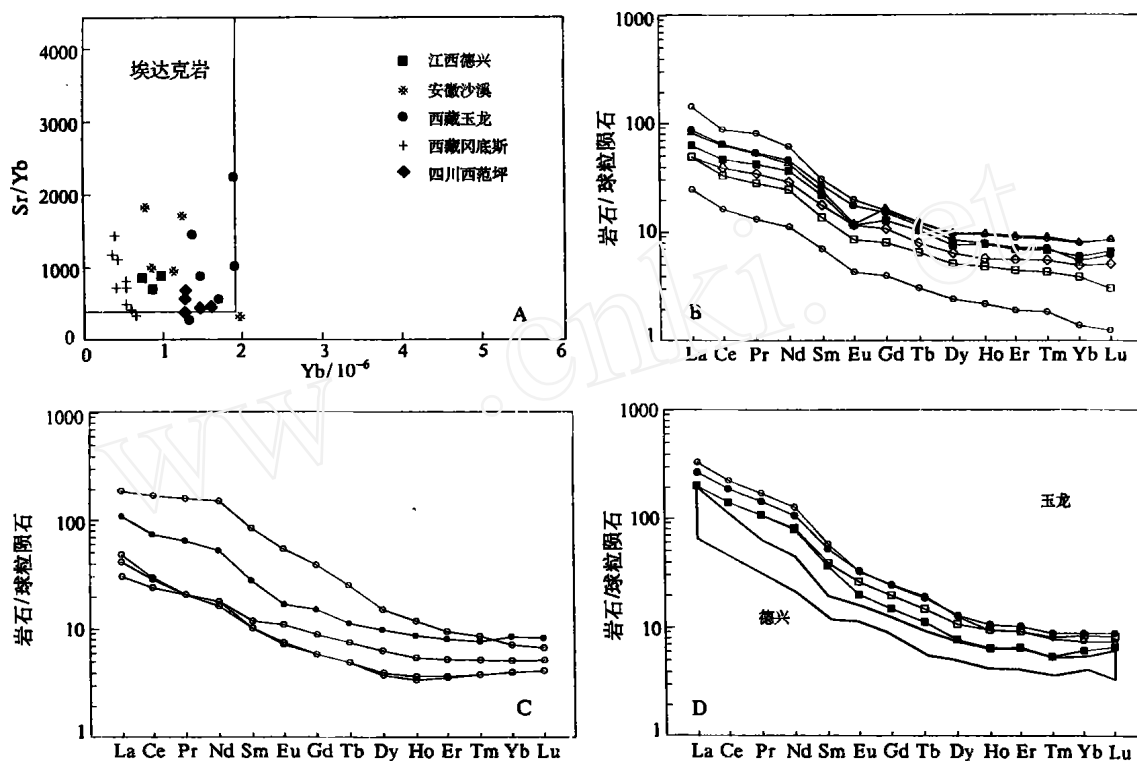 4000
3000
2000
1000
0
Sr/Yb
埃达克岩
江西德兴
安徽沙溪
西藏玉龙
西藏冈底斯
四川西范坪
A
0 1 2 3 4 5 6
Yb/10⁻⁶
1000
100
10
1
岩石/球粒陨石
B
La Ce Pr Nd Sm Eu Gd Tb Dy Ho Er Tm Yb Lu
1000
100
10
1
岩石/球粒陨石
C
La Ce Pr Nd Sm Eu Gd Tb Dy Ho Er Tm Yb Lu
1000
100
10
1
岩石/球粒陨石
玉龙
德兴
D
La Ce Pr Nd Sm Eu Gd Tb Dy Ho Er Tm Yb Lu